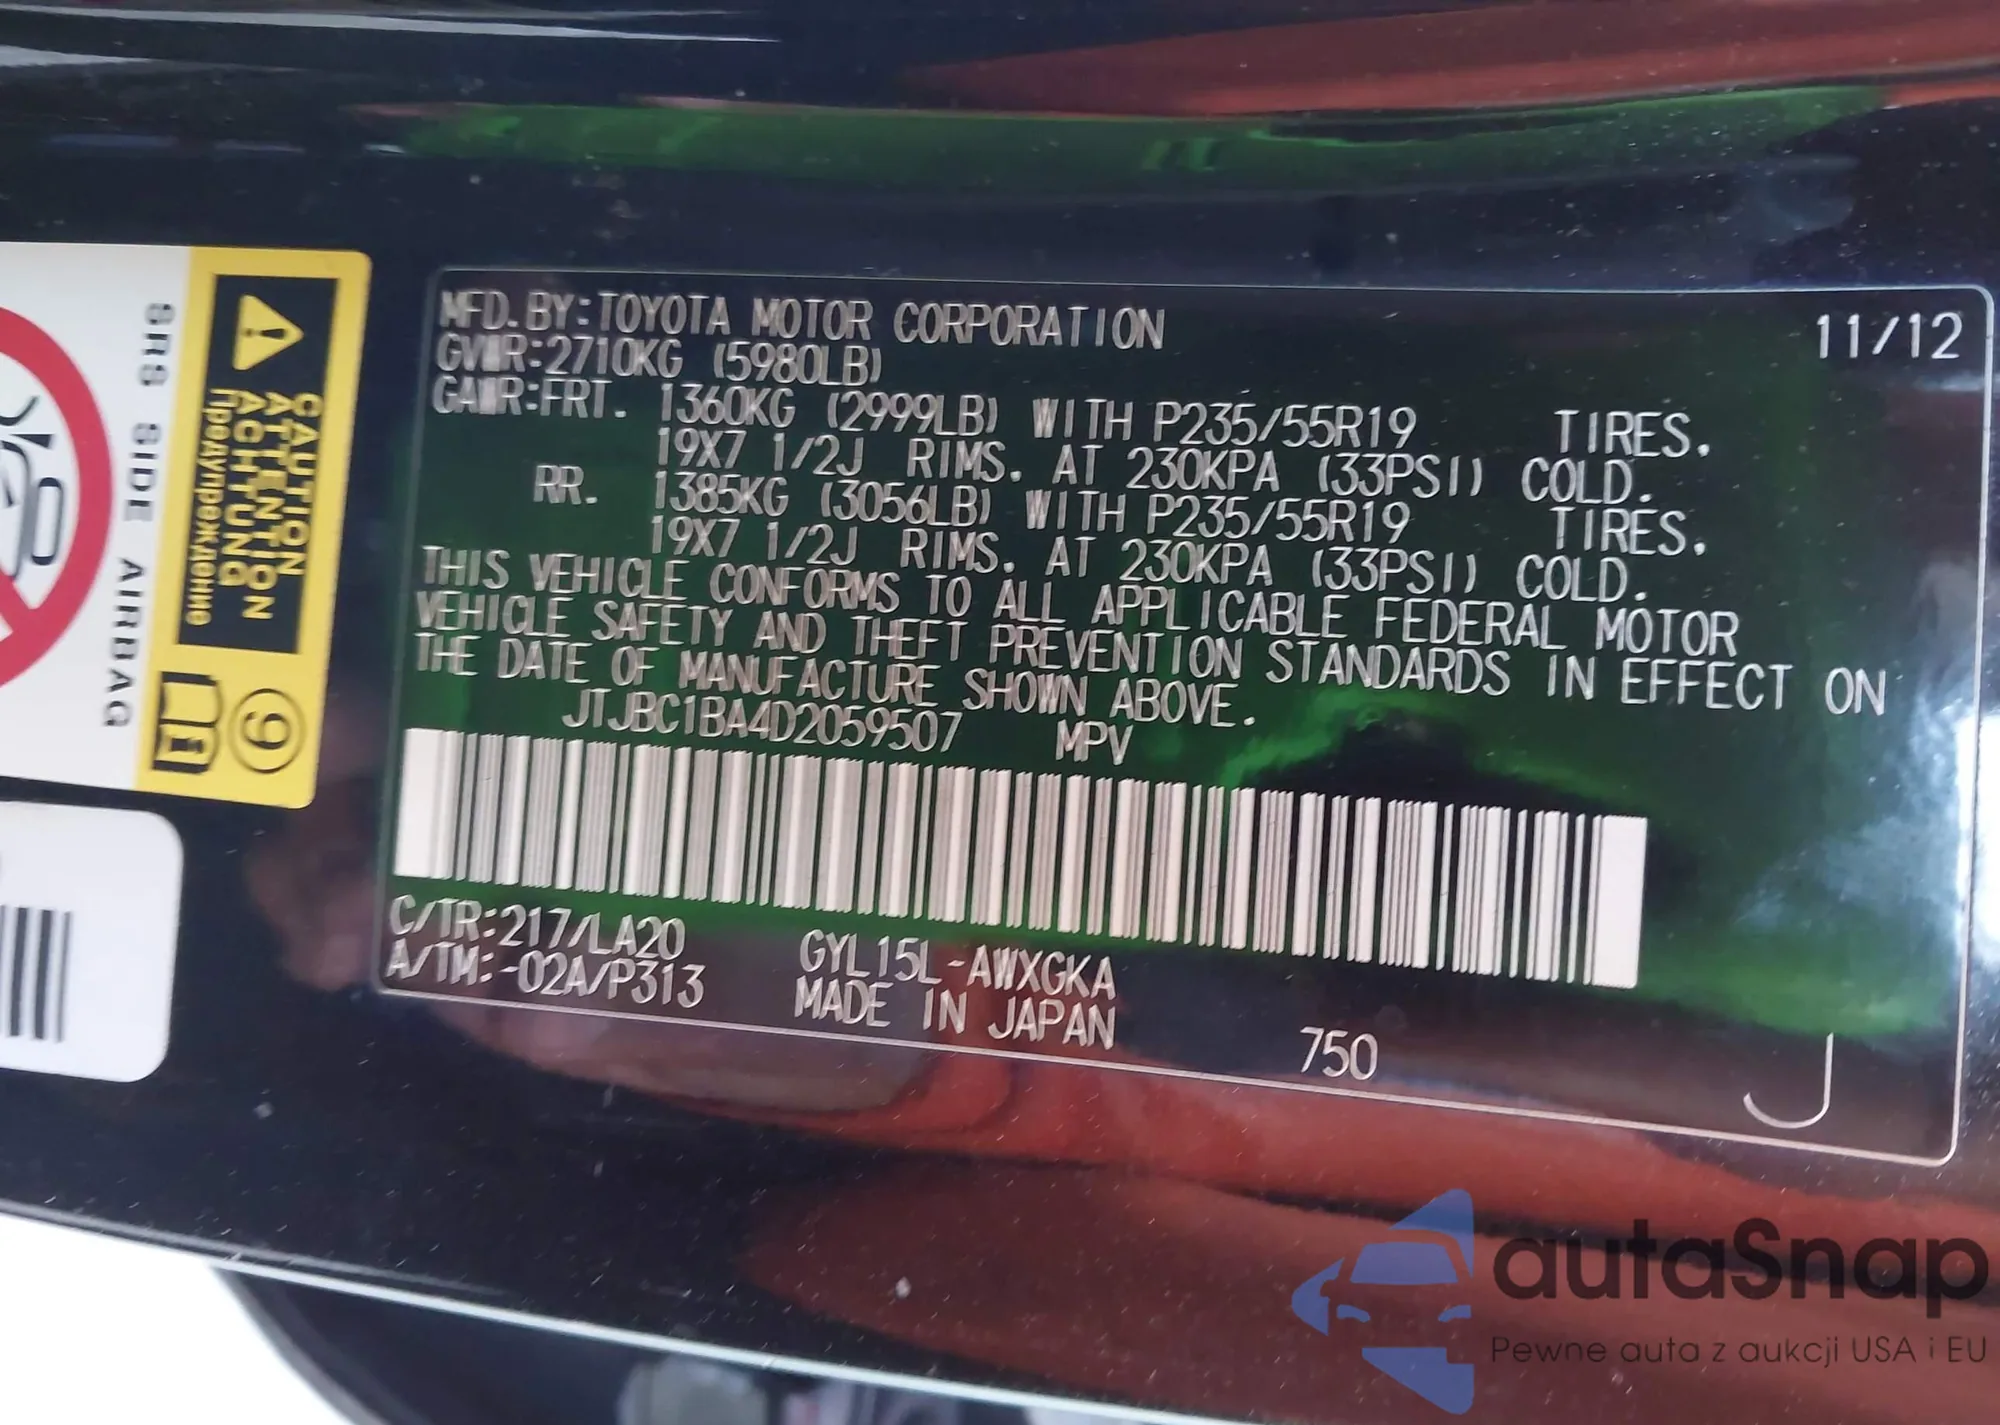 MFD.BY:TOYOTA MOTOR CORPORATION 11/12
GVWR:2710KG (5980LB)
GAWR:FRT. 1360KG (2999LB) WITH P235/55R19 TIRES.
19X7 1/2J RIMS. AT 230KPA (33PSI) COLD.
RR. 1385KG (3056LB) WITH P235/55R19 TIRES.
19X7 1/2J RIMS. AT 230KPA (33PSI) COLD.
THIS VEHICLE CONFORMS TO ALL APPLICABLE FEDERAL MOTOR
VEHICLE SAFETY AND THEFT PREVENTION STANDARDS IN EFFECT ON
THE DATE OF MANUFACTURE SHOWN ABOVE.
JTJBC1BA4D2059507 MPV
C/TR:217/LA20 GYL15L-AWXGKA
A/TM:-02A/P313 MADE IN JAPAN
750
J
CAUTION
ATTENTION
ACHTUNG
Предупреждение
9
SRS SIDE AIRBAG
autaSnap
Pewne auta z aukcji USA i EU